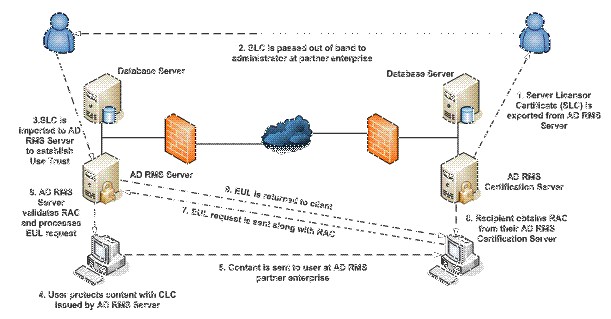 2. SLC is passed out of band to
administrator at partner enterprise
Database Server
Database Server
1. Server Licensor
Certificate (SLC) is
exported from AD RMS
Server
3.SLC is
imported to AD
RMS Server
to establish
Use Trust
AD RMS Server
AD RMS
Certification Server
9. EUL is returned to client
7. EUL request is sent along with RAC
AD RMS
Server
validates RAC
and processes
EUL request
6. Recipient obtains RAC
from their AD RMS
Certification Server
5. Content is sent to user at AD RMS
partner enterprise
4. User protects content with CLC
issued by AD RMS Server